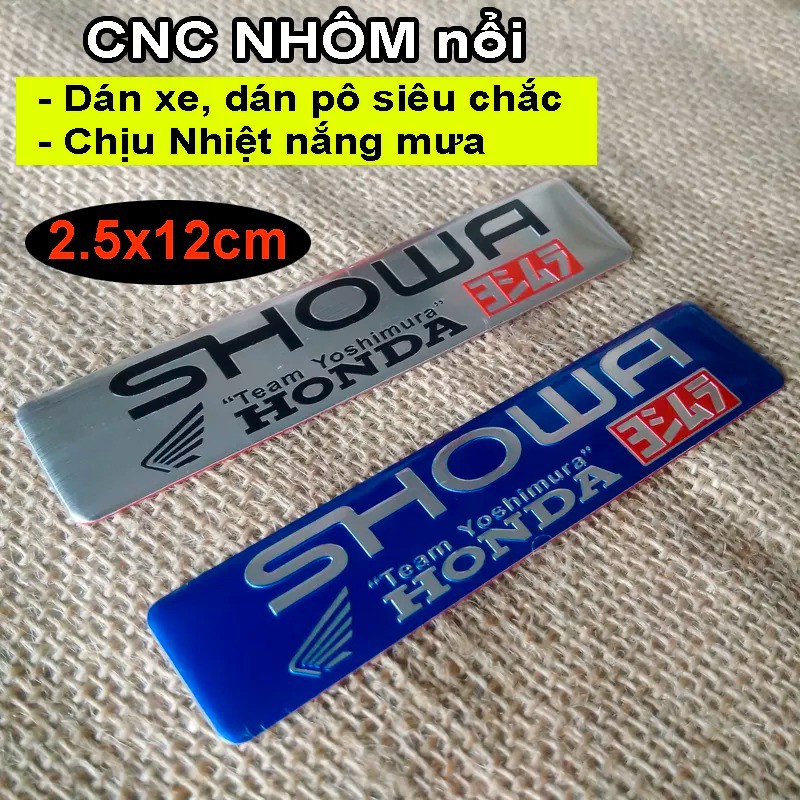 CNC NHÔM nổi
- Dán xe, dán pô siêu chắc
- Chịu Nhiệt nắng mưa
2.5x12cm
SHOWA
"Team Yoshimura"
HONDA
ヨシムラ
SHOWA
"Team Yoshimura"
HONDA
ヨシムラ